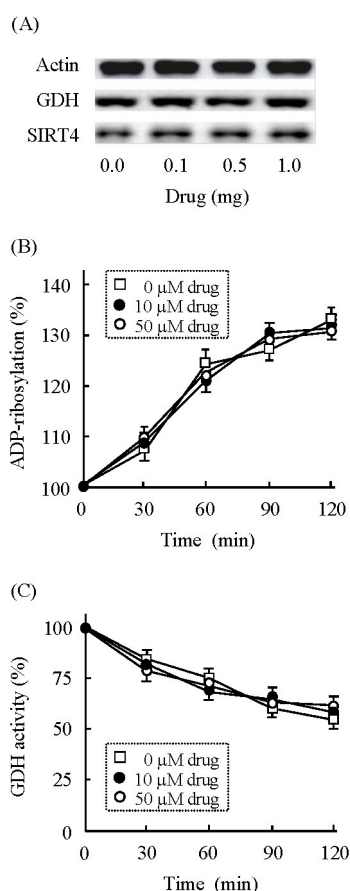 (A)
Actin
GDH
SIRT4
0.0 0.1 0.5 1.0
Drug (mg)
(B)
140
130
120
110
100
ADP-ribosylation (%)
0 µM drug
10 µM drug
50 µM drug
0 30 60 90 120
Time (min)
(C)
100
75
50
25
0
GDH activity (%)
0 µM drug
10 µM drug
50 µM drug
0 30 60 90 120
Time (min)